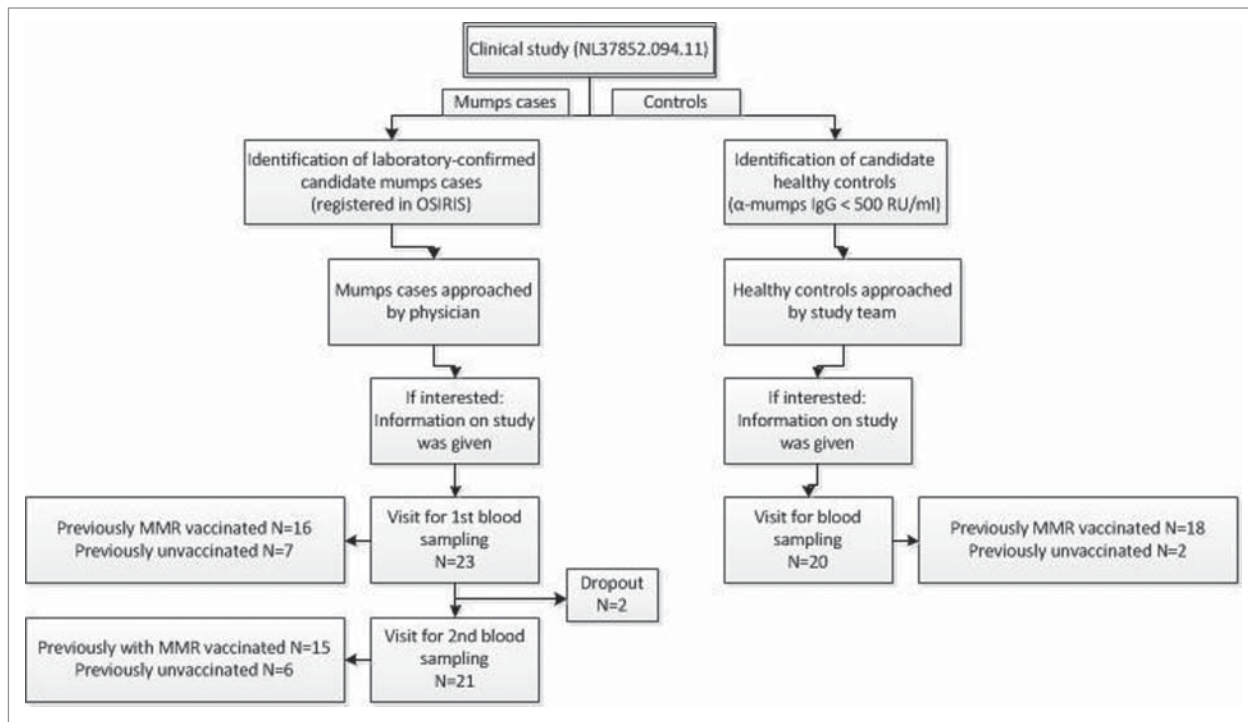 Clinical study (NL37852.094.11)
Mumps cases
Controls
Identification of laboratory-confirmed
candidate mumps cases
(registered in OSIRIS)
Identification of candidate
healthy controls
(α-mumps IgG < 500 RU/ml)
Mumps cases approached
by physician
Healthy controls approached
by study team
If interested:
Information on study
was given
If interested:
Information on study
was given
Previously MMR vaccinated N=16
Previously unvaccinated N=7
Visit for 1st blood
sampling
N=23
Visit for blood
sampling
N=20
Previously MMR vaccinated N=18
Previously unvaccinated N=2
Dropout
N=2
Previously with MMR vaccinated N=15
Previously unvaccinated N=6
Visit for 2nd blood
sampling
N=21